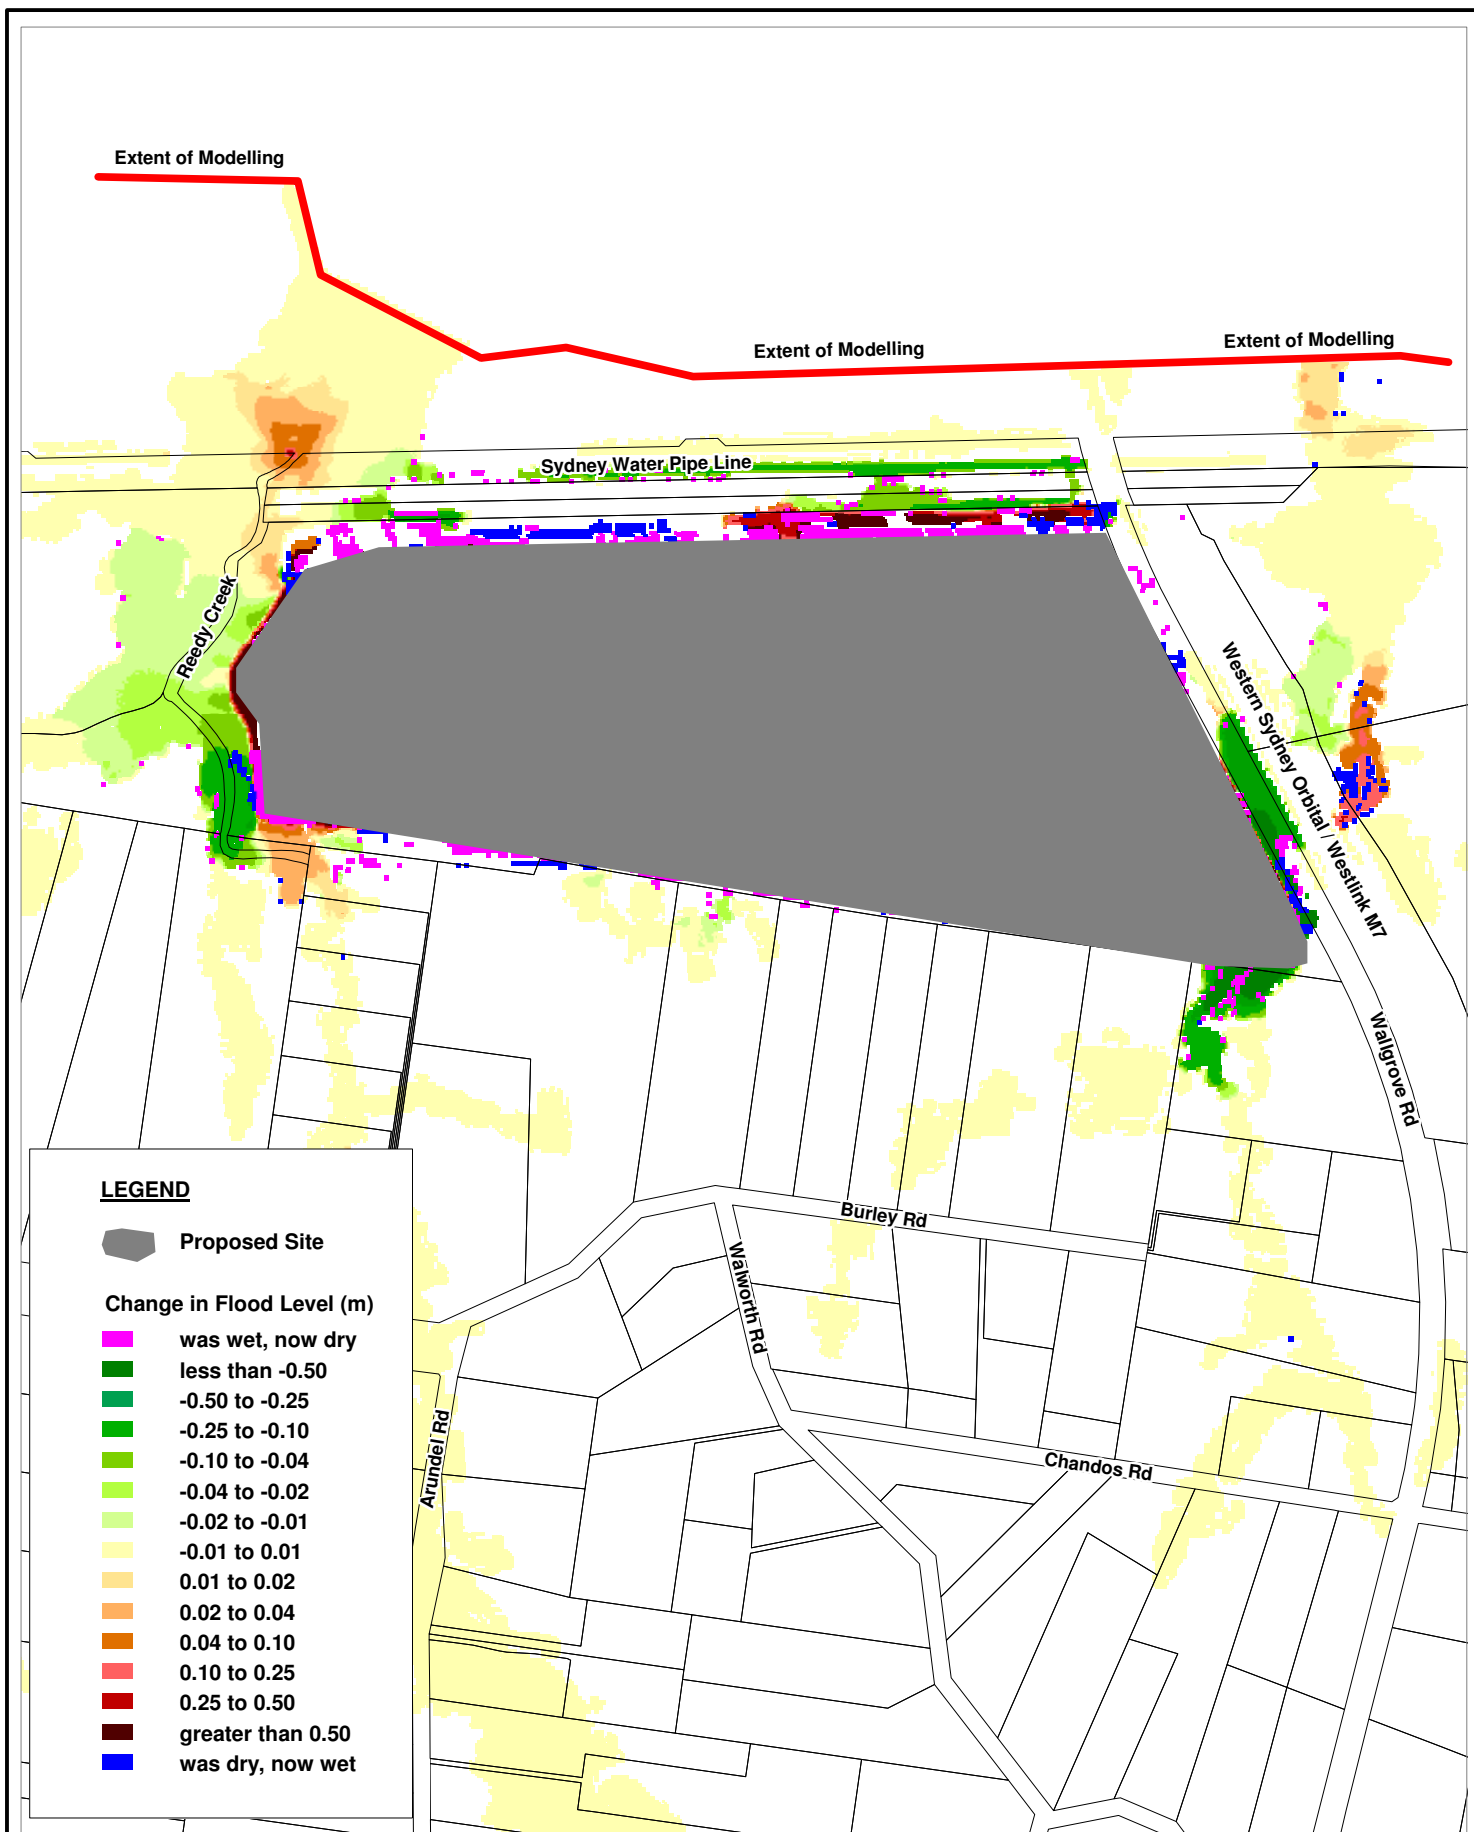 Extent of Modelling
Extent of Modelling
Extent of Modelling
Sydney Water Pipe Line
Reedy Creek
Western Sydney Orbital / Westlink M7
Wallgrove Rd
Burley Rd
Walworth Rd
Chandos Rd
Arundel Rd
LEGEND
Proposed Site
Change in Flood Level (m)
was wet, now dry
less than -0.50
-0.50 to -0.25
-0.25 to -0.10
-0.10 to -0.04
-0.04 to -0.02
-0.02 to -0.01
-0.01 to 0.01
0.01 to 0.02
0.02 to 0.04
0.04 to 0.10
0.10 to 0.25
0.25 to 0.50
greater than 0.50
was dry, now wet